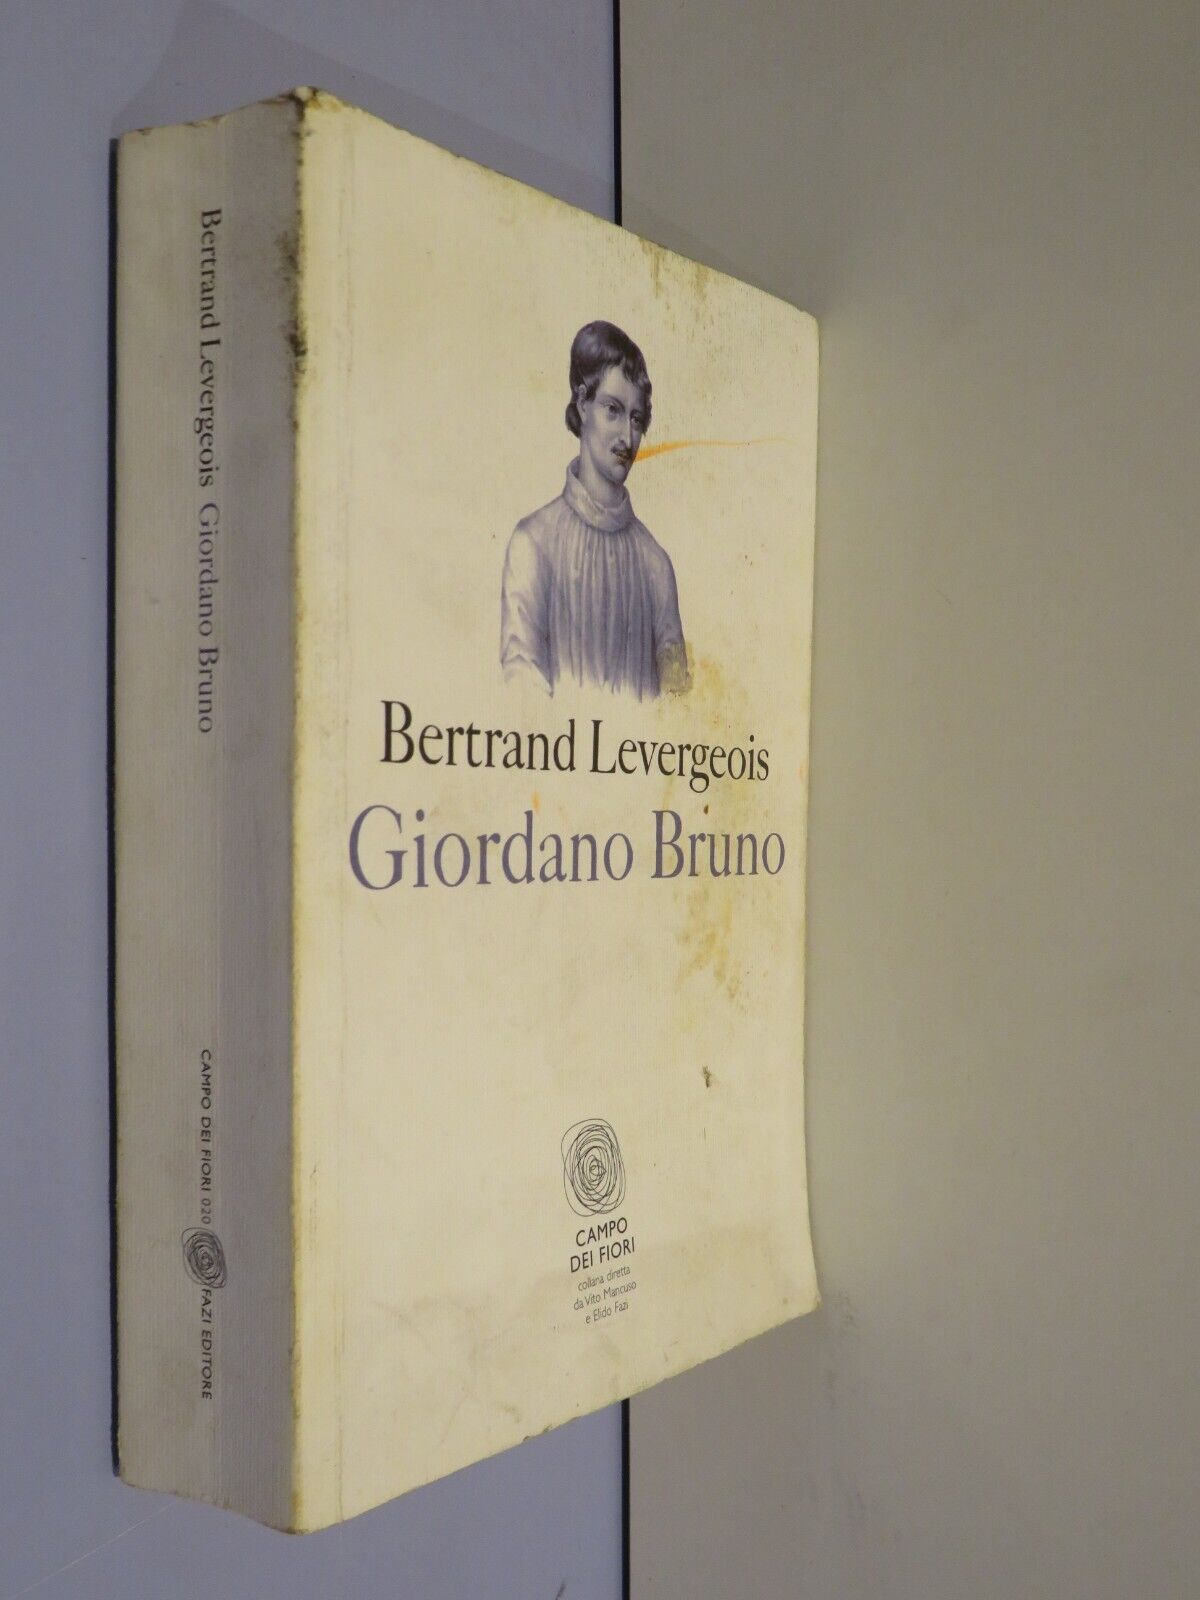 Bertrand Levergeois Giordano Bruno
CAMPO DEI FIORI 020 FAZI EDITORE
Bertrand Levergeois
Giordano Bruno
CAMPO
DEI FIORI
collana diretta
da Vito Mancuso
e Elido Fazi